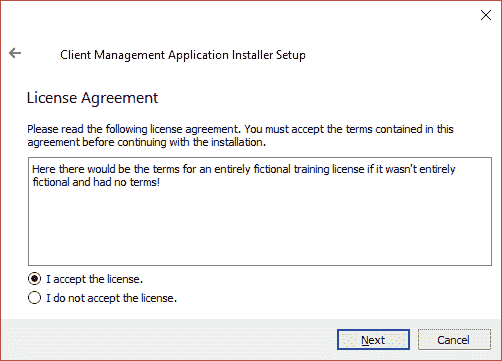 Client Management Application Installer Setup
License Agreement
Please read the following license agreement. You must accept the terms contained in this
agreement before continuing with the installation.
Here there would be the terms for an entirely fictional training license if it wasn't entirely
fictional and had no terms!
I accept the license.
I do not accept the license.
Next
Cancel